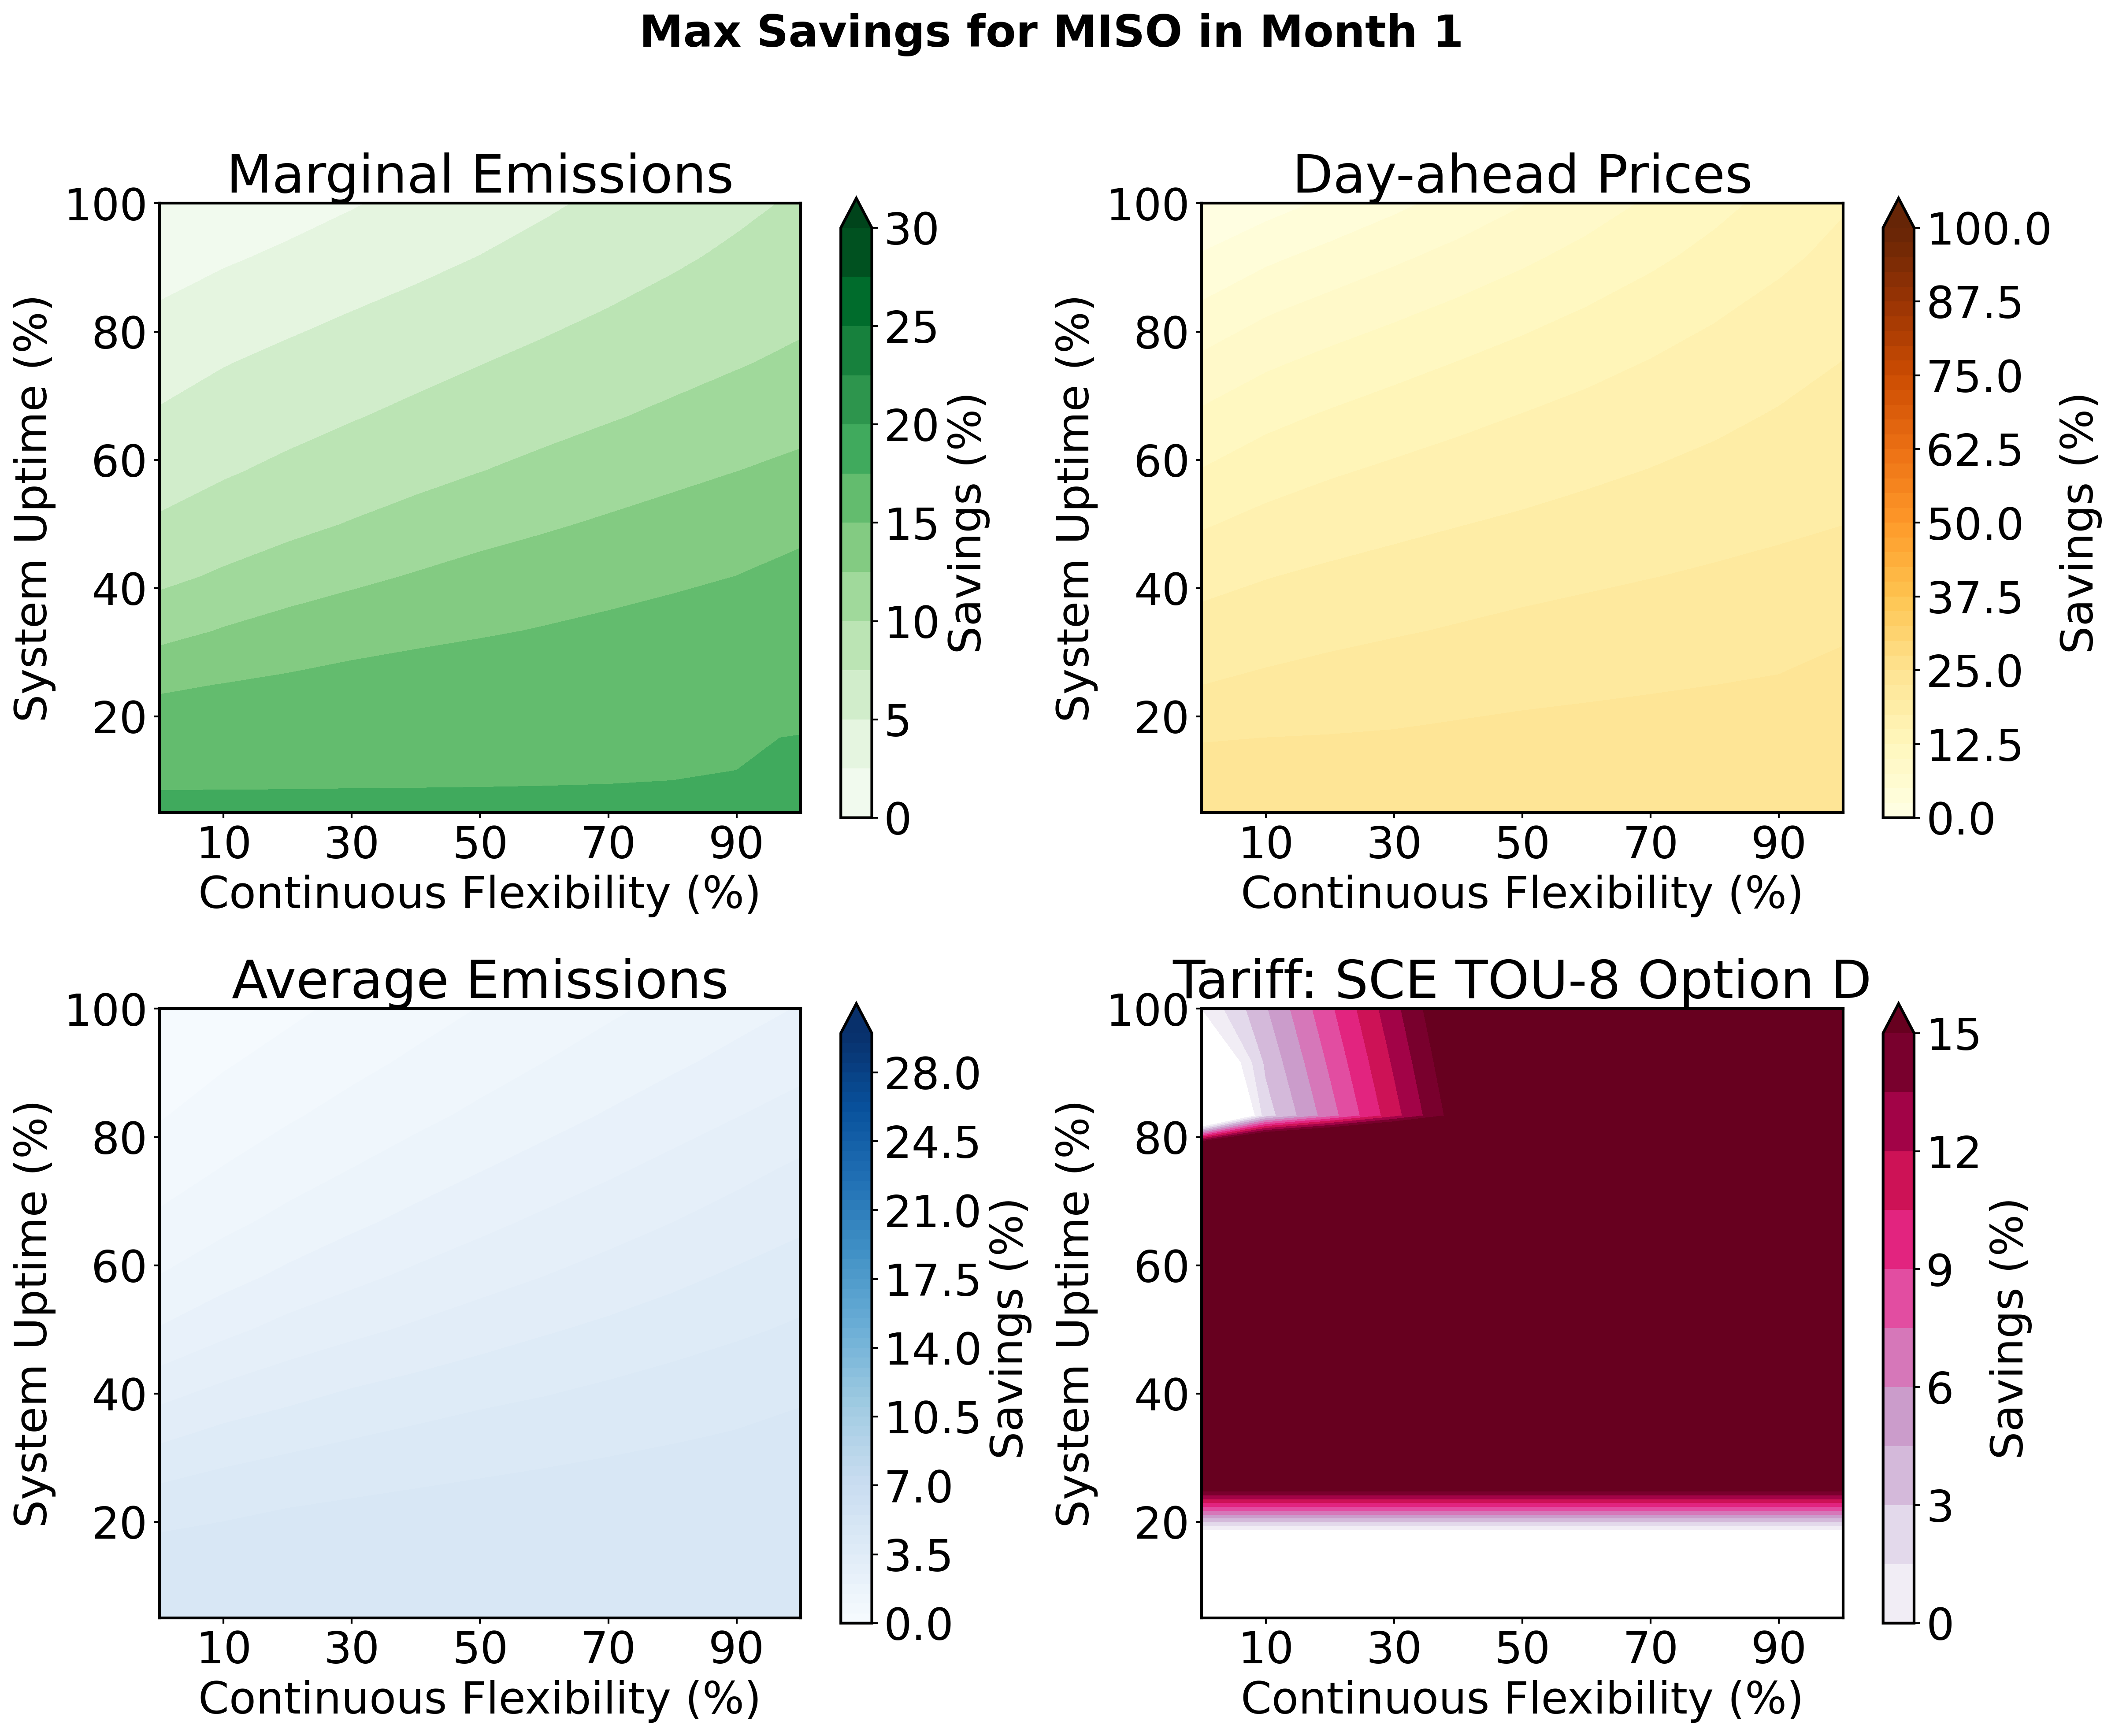 Max Savings for MISO in Month 1
Marginal Emissions
System Uptime (%)
100
80
60
40
20
10 30 50 70 90
Continuous Flexibility (%)
30
25
20
15
10
5
0
Savings (%)
Day-ahead Prices
System Uptime (%)
100
80
60
40
20
10 30 50 70 90
Continuous Flexibility (%)
100.0
87.5
75.0
62.5
50.0
37.5
25.0
12.5
0.0
Savings (%)
Average Emissions
System Uptime (%)
100
80
60
40
20
10 30 50 70 90
Continuous Flexibility (%)
28.0
24.5
21.0
17.5
14.0
10.5
7.0
3.5
0.0
Savings (%)
Tariff: SCE TOU-8 Option D
System Uptime (%)
100
80
60
40
20
10 30 50 70 90
Continuous Flexibility (%)
15
12
9
6
3
0
Savings (%)